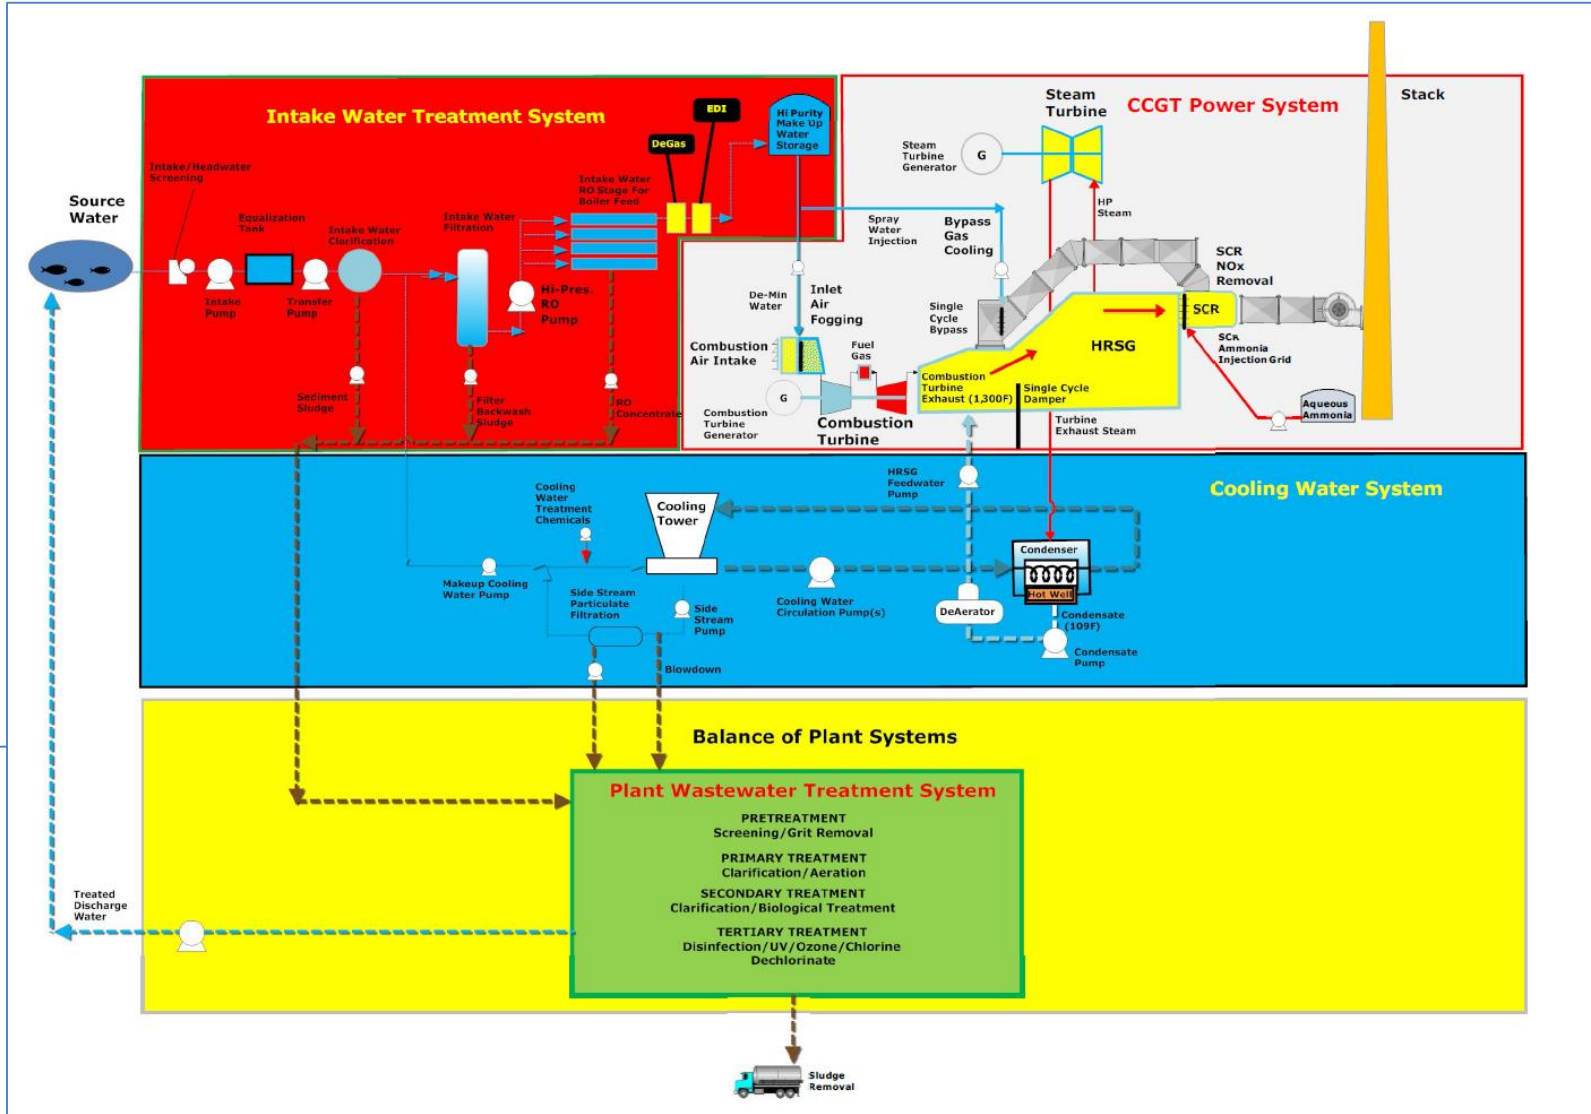 Intake Water Treatment System
EDI
DeGas
Hi Purity
Make Up
Water
Storage
Intake/Headwater
Screening
Source
Water
Equalization
Tank
Intake Water
Clarification
Intake Water
Filtration
Intake Water
RO Stage For
Boiler Feed
Intake
Pump
Transfer
Pump
Hi-Pres.
RO
Pump
Sediment
Sludge
Filter
Backwash
Sludge
RO
Concentrate
CCGT Power System
Steam
Turbine
Stack
Steam
Turbine
Generator
G
HP
Steam
Spray
Water
Injection
Bypass
Gas
Cooling
SCR
NOx
Removal
De-Min
Water
Inlet
Air
Fogging
Single
Cycle
Bypass
SCR
HRSG
SCR
Ammonia
Injection Grid
Combustion
Air Intake
Fuel
Gas
Combustion
Turbine
Exhaust (1,300F)
Single Cycle
Damper
Aqueous
Ammonia
G
Combustion
Turbine
Generator
Combustion
Turbine
Turbine
Exhaust Steam
Cooling Water System
HRSG
Feedwater
Pump
Cooling
Water
Treatment
Chemicals
Cooling
Tower
Condenser
Hot Well
Makeup Cooling
Water Pump
Side Stream
Particulate
Filtration
Side
Stream
Pump
Cooling Water
Circulation Pump(s)
DeAerator
Condensate
(109F)
Condensate
Pump
Blowdown
Balance of Plant Systems
Plant Wastewater Treatment System
PRETREATMENT
Screening/Grit Removal
PRIMARY TREATMENT
Clarification/Aeration
SECONDARY TREATMENT
Clarification/Biological Treatment
TERTIARY TREATMENT
Disinfection/UV/Ozone/Chlorine
Dechlorinate
Treated
Discharge
Water
Sludge
Removal